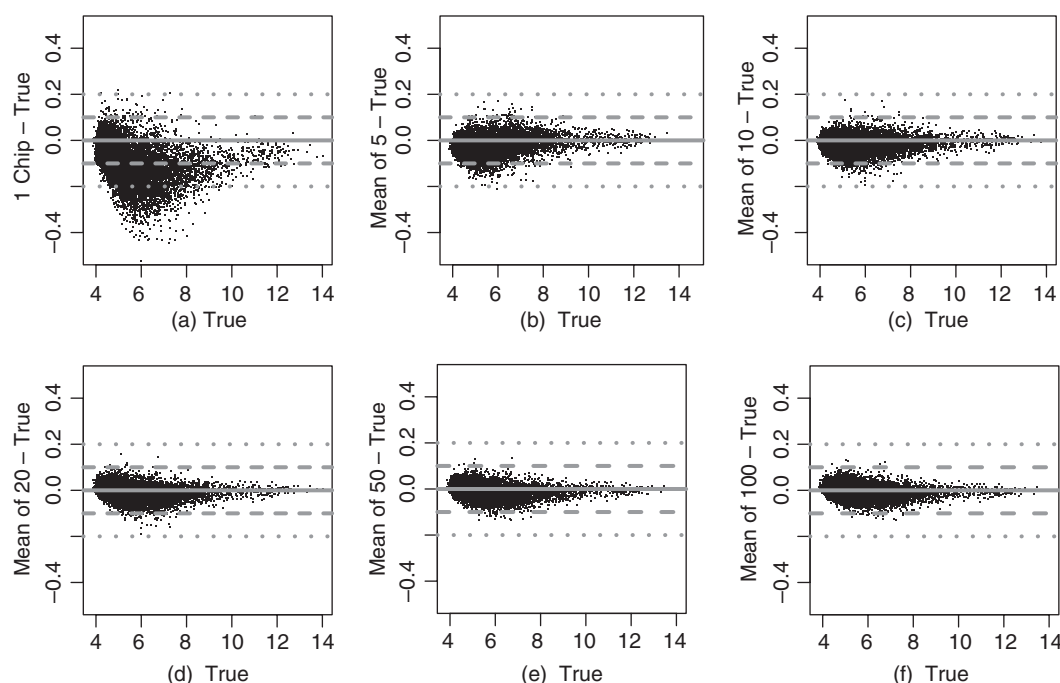 1 Chip – True
0.4
0.2
0.0
–0.4
4 6 8 10 12 14
(a) True
Mean of 5 – True
0.4
0.2
0.0
–0.4
4 6 8 10 12 14
(b) True
Mean of 10 – True
0.4
0.2
0.0
–0.4
4 6 8 10 12 14
(c) True
Mean of 20 – True
0.4
0.2
0.0
–0.4
4 6 8 10 12 14
(d) True
Mean of 50 – True
0.4
0.2
0.0
–0.4
4 6 8 10 12 14
(e) True
Mean of 100 – True
0.4
0.2
0.0
–0.4
4 6 8 10 12 14
(f) True